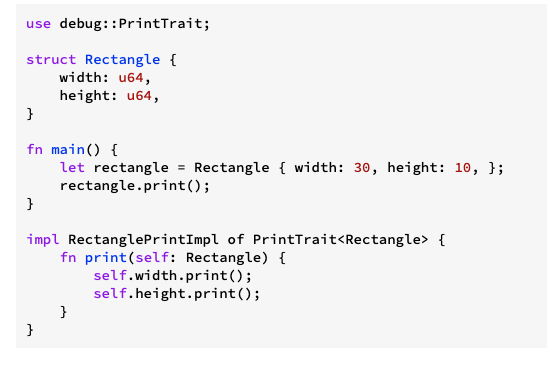 use debug::PrintTrait;
struct Rectangle {
    width: u64,
    height: u64,
}
fn main() {
    let rectangle = Rectangle { width: 30, height: 10, };
    rectangle.print();
}
impl RectanglePrintImpl of PrintTrait<Rectangle> {
    fn print(self: Rectangle) {
        self.width.print();
        self.height.print();
    }
}